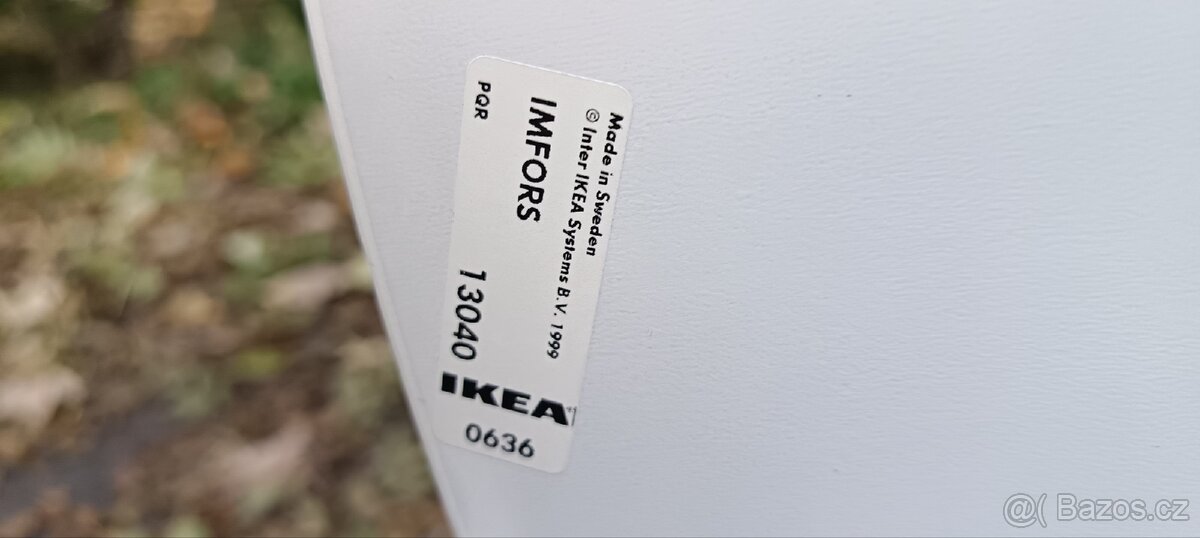 Made in Sweden
© Inter IKEA Systems B.V. 1999
IMFORS
PQR
13040
IKEA
0636
@( Bazos.cz